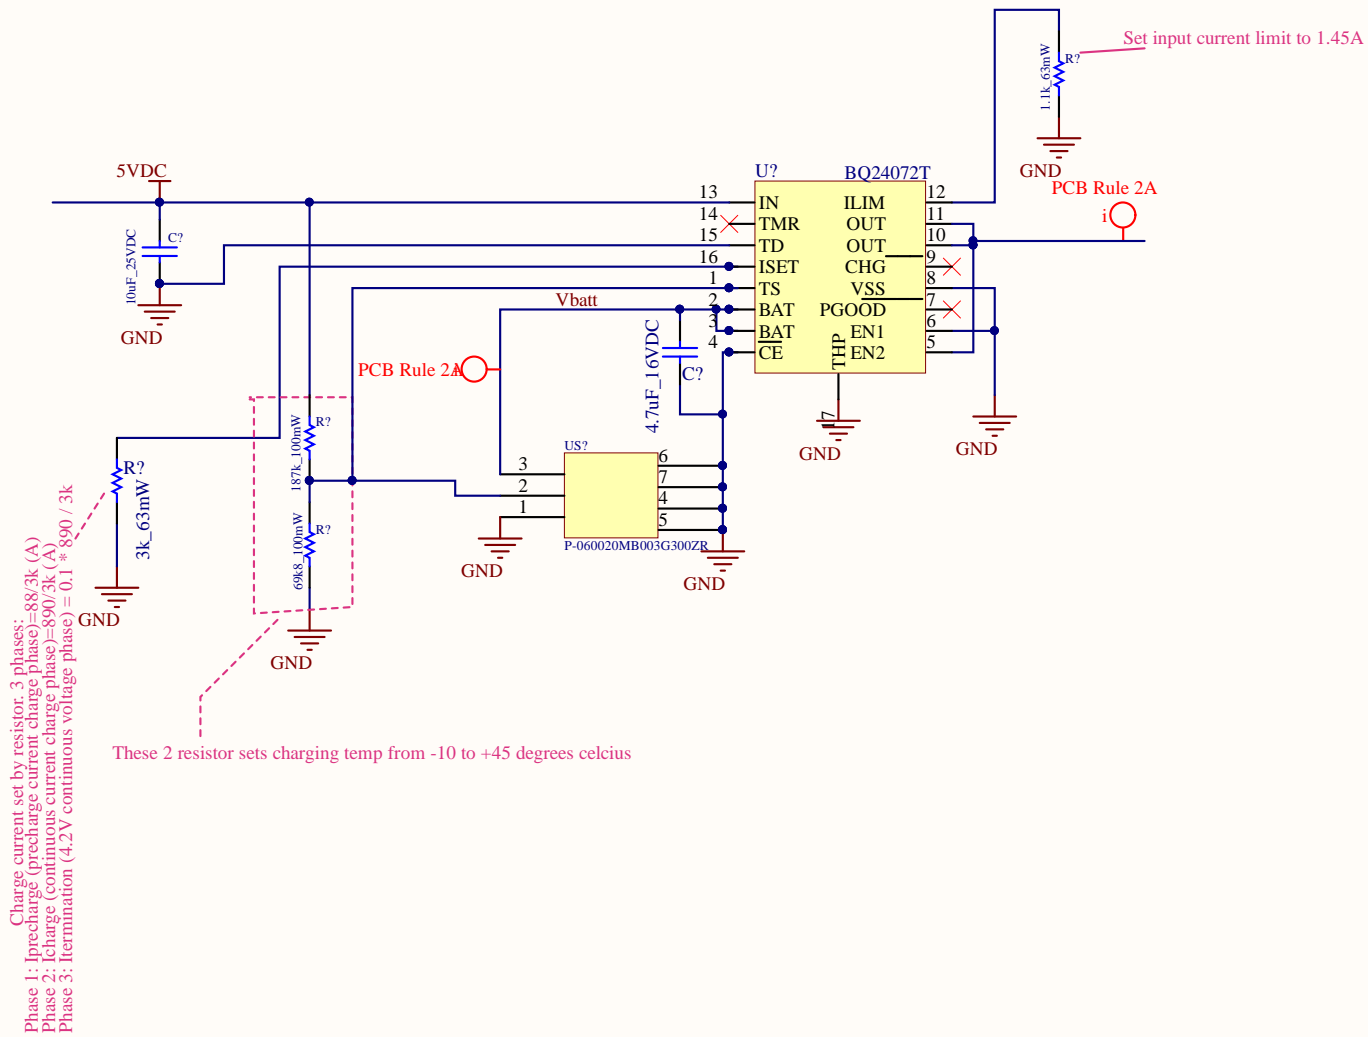 Set input current limit to 1.45A
R?
1.1k_63mW
GND
PCB Rule 2A
i
5VDC
C?
10uF_25VDC
GND
U?
BQ24072T
13
IN
14
TMR
15
TD
16
ISET
1
TS
2
BAT
3
BAT
4
CE
ILIM
12
OUT
11
OUT
10
CHG
9
VSS
8
PGOOD
7
EN1
6
EN2
5
THP
17
GND
GND
Vbatt
PCB Rule 2A
4.7uF_16VDC
C?
R?
187k_100mW
R?
69k8_100mW
GND
R?
3k_63mW
GND
US?
3
2
1
6
7
4
5
P-060020MB003G300ZR
GND
GND
These 2 resistor sets charging temp from -10 to +45 degrees celcius
Charge current set by resistor. 3 phases:
Phase 1: Iprecharge (precharge current charge phase)=88/3k (A)
Phase 2: Icharge (continuous current charge phase)=890/3k (A)
Phase 3: Itermination (4.2V continuous voltage phase) = 0.1 * 890 / 3k